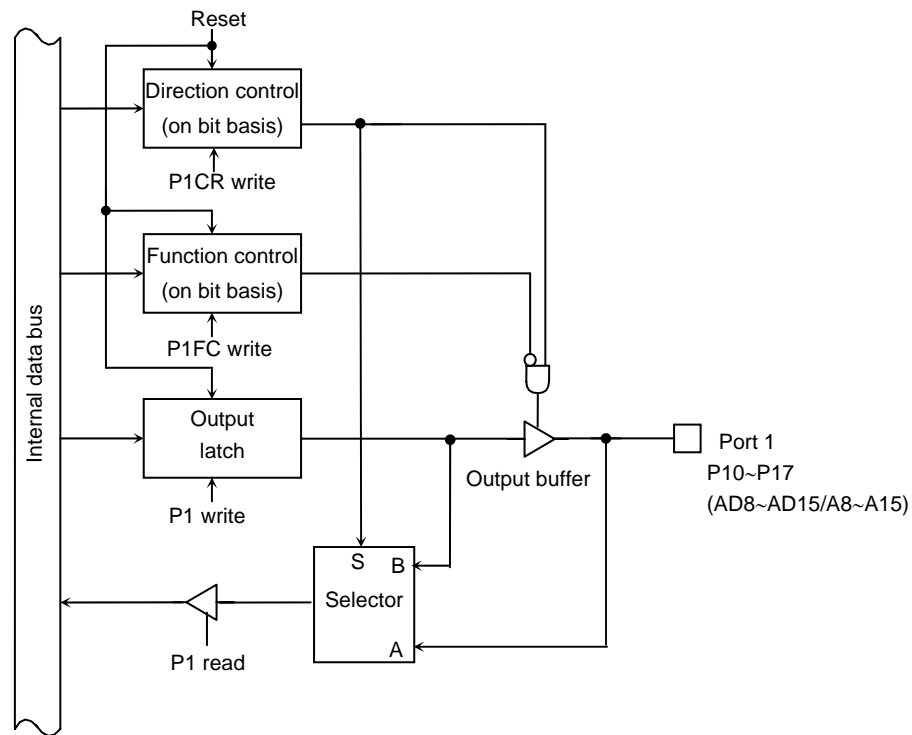 Reset
Direction control
(on bit basis)
P1CR write
Function control
(on bit basis)
P1FC write
Internal data bus
Output
latch
P1 write
Output buffer
Port 1
P10~P17
(AD8~AD15/A8~A15)
S
B
Selector
A
P1 read